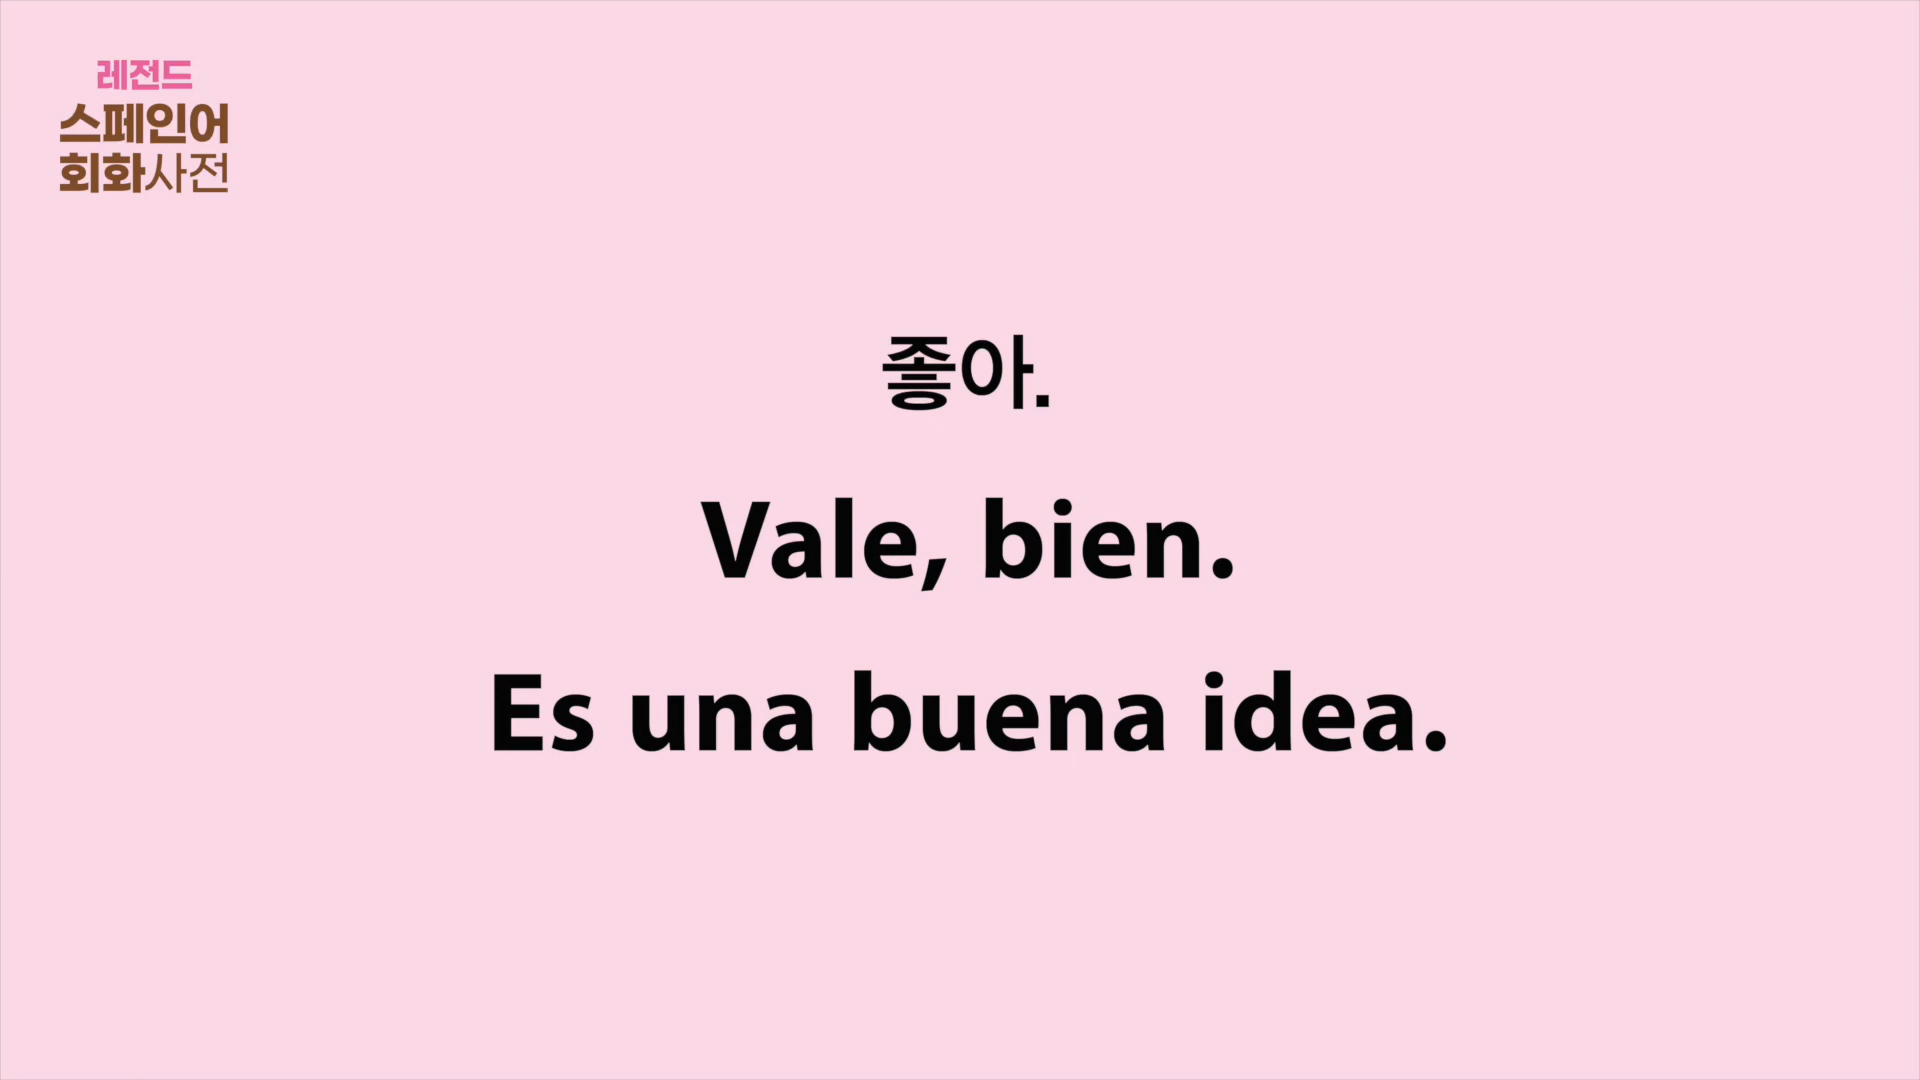 레전드
스페인어
회화사전
좋아.
Vale, bien.
Es una buena idea.